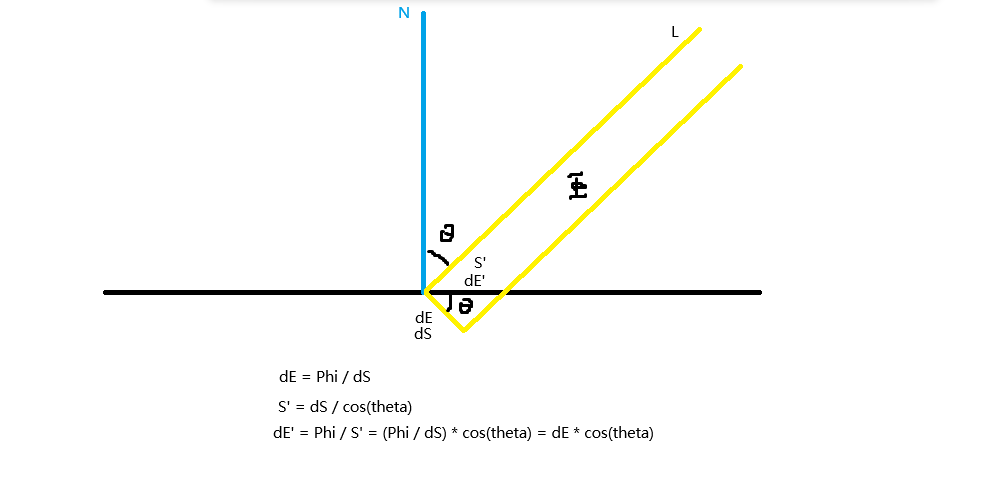 N
L
Φ
θ
S'
dE'
θ
dE
dS
dE = Phi / dS
S' = dS / cos(theta)
dE' = Phi / S' = (Phi / dS) * cos(theta) = dE * cos(theta)